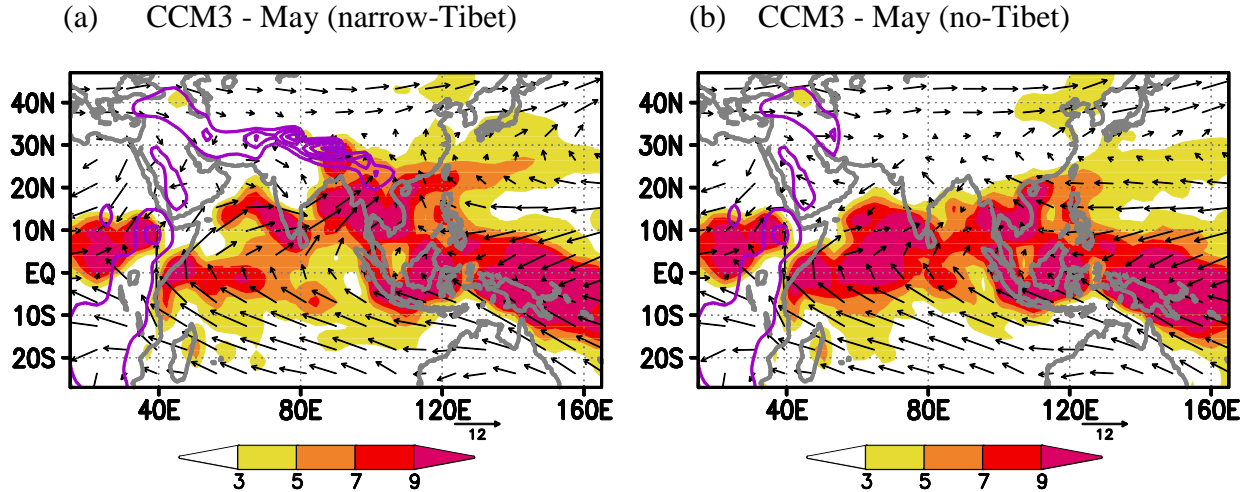 (a) CCM3 - May (narrow-Tibet)
40N
30N
20N
10N
EQ
10S
20S
40E 80E 120E 160E
12
3 5 7 9
(b) CCM3 - May (no-Tibet)
40N
30N
20N
10N
EQ
10S
20S
40E 80E 120E 160E
12
3 5 7 9